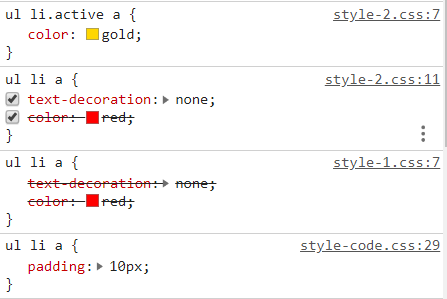 ul li.active a { style-2.css:7
color: gold;
}
ul li a { style-2.css:11
text-decoration: none;
color: red;
}
ul li a { style-1.css:7
text-decoration: none;
color: red;
}
ul li a { style-code.css:29
padding: 10px;
}